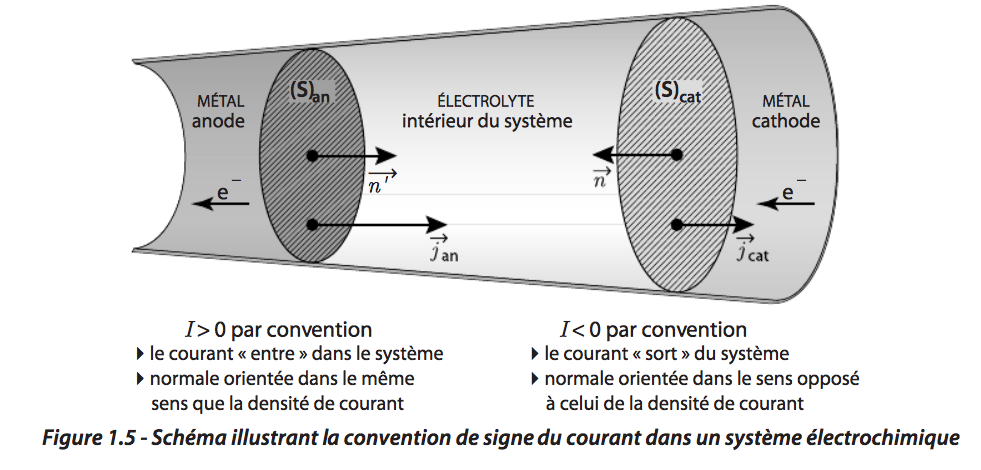 (S)an
(S)cat
MÉTAL
anode
ÉLECTROLYTE
intérieur du système
MÉTAL
cathode
n'
n
e⁻
e⁻
j an
j cat
I > 0 par convention
‣ le courant « entre » dans le système
‣ normale orientée dans le même
sens que la densité de courant
I < 0 par convention
‣ le courant « sort » du système
‣ normale orientée dans le sens opposé
à celui de la densité de courant
Figure 1.5 - Schéma illustrant la convention de signe du courant dans un système électrochimique